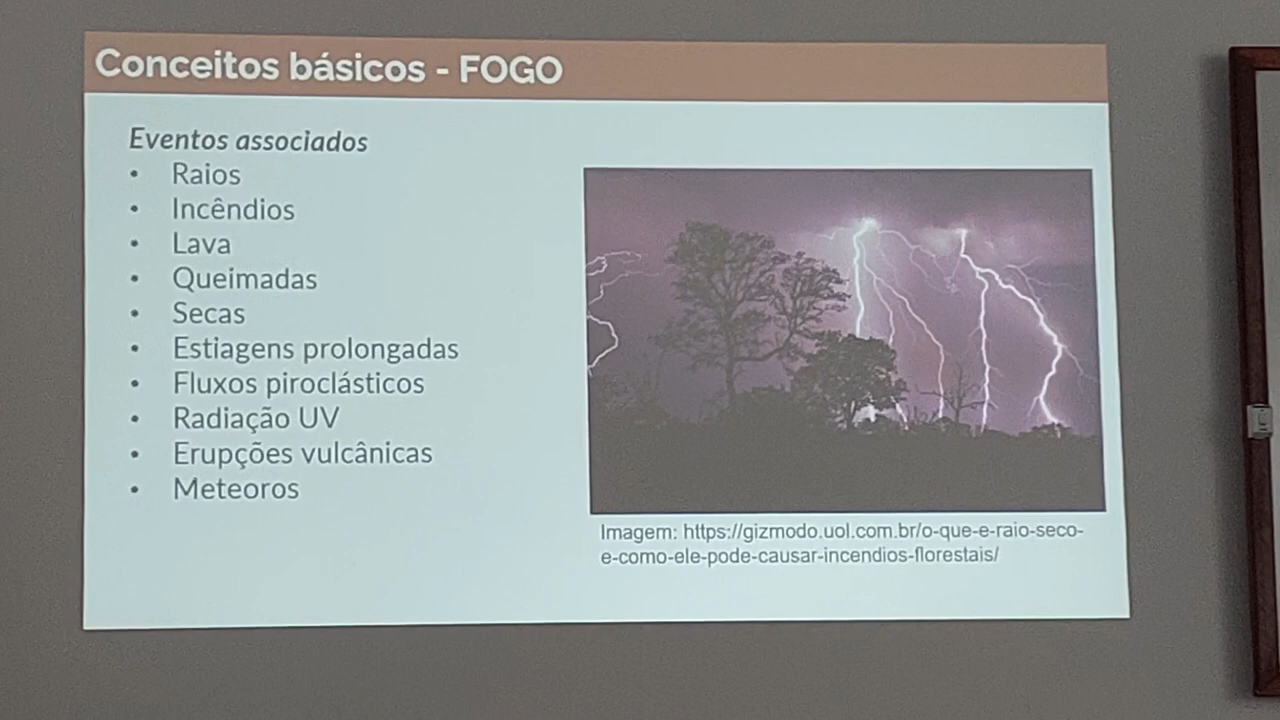 Conceitos básicos - FOGO
Eventos associados
• Raios
• Incêndios
• Lava
• Queimadas
• Secas
• Estiagens prolongadas
• Fluxos piroclásticos
• Radiação UV
• Erupções vulcânicas
• Meteoros
Imagem: https://gizmodo.uol.com.br/o-que-e-raio-seco-
e-como-ele-pode-causar-incendios-florestais/